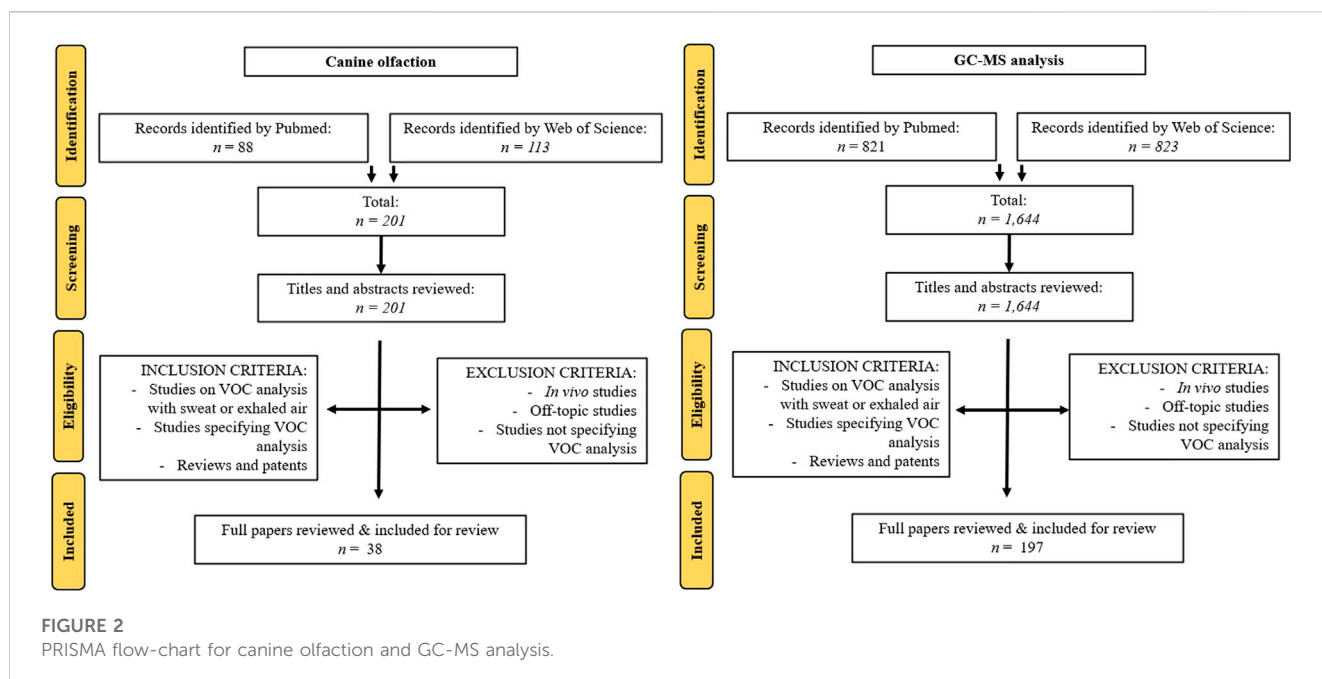 Identification
Screening
Eligibility
Included
Canine olfaction
Records identified by Pubmed:
n = 88
Records identified by Web of Science:
n = 113
Total:
n = 201
Titles and abstracts reviewed:
n = 201
INCLUSION CRITERIA:
- Studies on VOC analysis
with sweat or exhaled air
- Studies specifying VOC
analysis
- Reviews and patents
EXCLUSION CRITERIA:
- In vivo studies
- Off-topic studies
- Studies not specifying
VOC analysis
Full papers reviewed & included for review
n = 38
Identification
Screening
Eligibility
Included
GC-MS analysis
Records identified by Pubmed:
n = 821
Records identified by Web of Science:
n = 823
Total:
n = 1,644
Titles and abstracts reviewed:
n = 1,644
INCLUSION CRITERIA:
- Studies on VOC analysis
with sweat or exhaled air
- Studies specifying VOC
analysis
- Reviews and patents
EXCLUSION CRITERIA:
- In vivo studies
- Off-topic studies
- Studies not specifying VOC
analysis
Full papers reviewed & included for review
n = 197
FIGURE 2
PRISMA flow-chart for canine olfaction and GC-MS analysis.